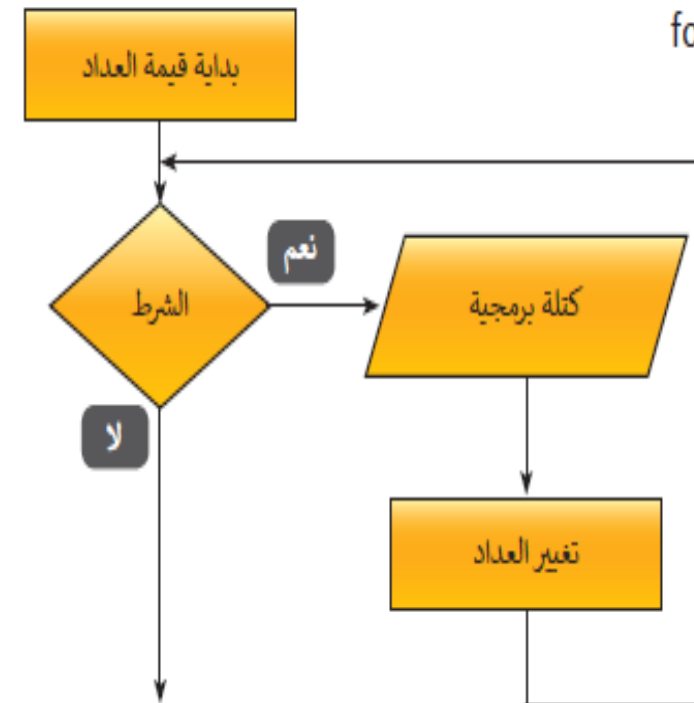 fo
بداية قيمة العداد
نعم
الشرط
كتلة برمجية
لا
تغيير العداد